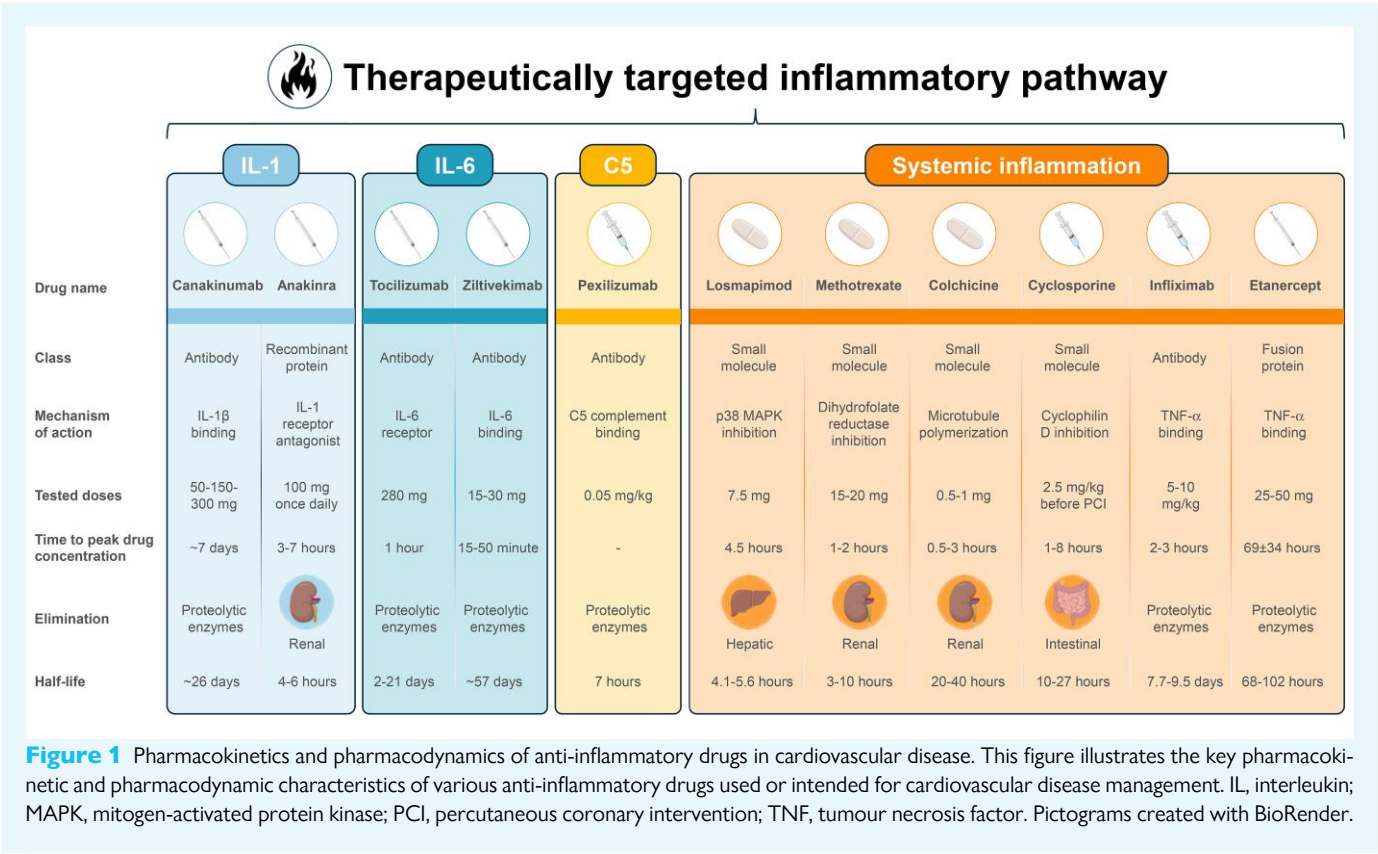 Therapeutically targeted inflammatory pathway
IL-1
IL-6
C5
Systemic inflammation
Drug name
Canakinumab
Anakinra
Tocilizumab
Ziltivekimab
Pexilizumab
Losmapimod
Methotrexate
Colchicine
Cyclosporine
Infliximab
Etanercept
Class
Antibody
Recombinant
protein
Antibody
Antibody
Antibody
Small
molecule
Small
molecule
Small
molecule
Small
molecule
Antibody
Fusion
protein
Mechanism
of action
IL-1β
binding
IL-1
receptor
antagonist
IL-6
receptor
IL-6
binding
C5 complement
binding
p38 MAPK
inhibition
Dihydrofolate
reductase
inhibition
Microtubule
polymerization
Cyclophilin
D inhibition
TNF-α
binding
TNF-α
binding
Tested doses
50-150-
300 mg
100 mg
once daily
280 mg
15-30 mg
0.05 mg/kg
7.5 mg
15-20 mg
0.5-1 mg
2.5 mg/kg
before PCI
5-10
mg/kg
25-50 mg
Time to peak drug
concentration
~7 days
3-7 hours
1 hour
15-50 minute
-
4.5 hours
1-2 hours
0.5-3 hours
1-8 hours
2-3 hours
69±34 hours
Elimination
Proteolytic
enzymes
Renal
Proteolytic
enzymes
Proteolytic
enzymes
Proteolytic
enzymes
Hepatic
Renal
Renal
Intestinal
Proteolytic
enzymes
Proteolytic
enzymes
Half-life
~26 days
4-6 hours
2-21 days
~57 days
7 hours
4.1-5.6 hours
3-10 hours
20-40 hours
10-27 hours
7.7-9.5 days
68-102 hours
Figure 1 Pharmacokinetics and pharmacodynamics of anti-inflammatory drugs in cardiovascular disease. This figure illustrates the key pharmacoki-
netic and pharmacodynamic characteristics of various anti-inflammatory drugs used or intended for cardiovascular disease management. IL, interleukin;
MAPK, mitogen-activated protein kinase; PCI, percutaneous coronary intervention; TNF, tumour necrosis factor. Pictograms created with BioRender.